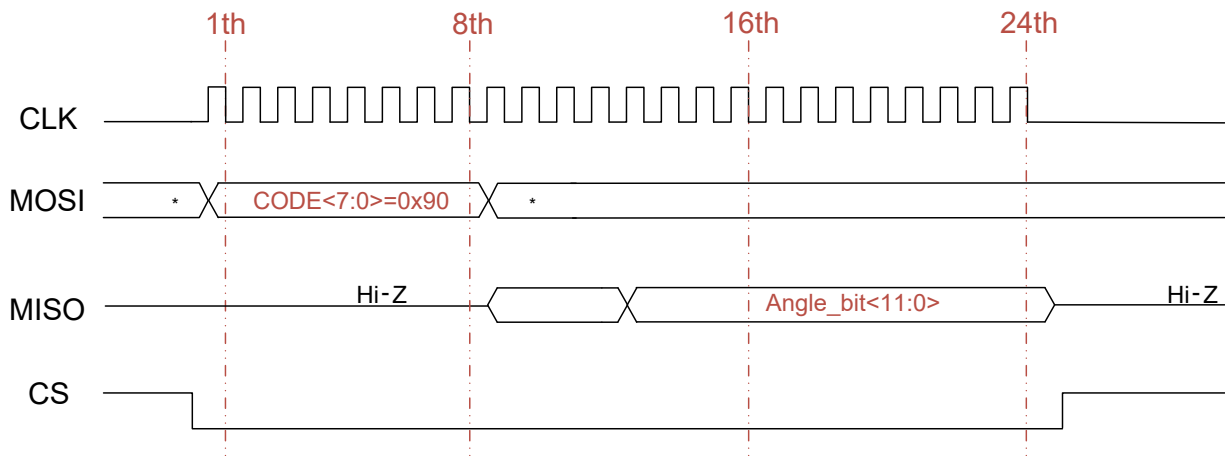 1th 8th 16th 24th
CLK
MOSI * CODE<7:0>=0x90 *
MISO Hi-Z Angle_bit<11:0> Hi-Z
CS